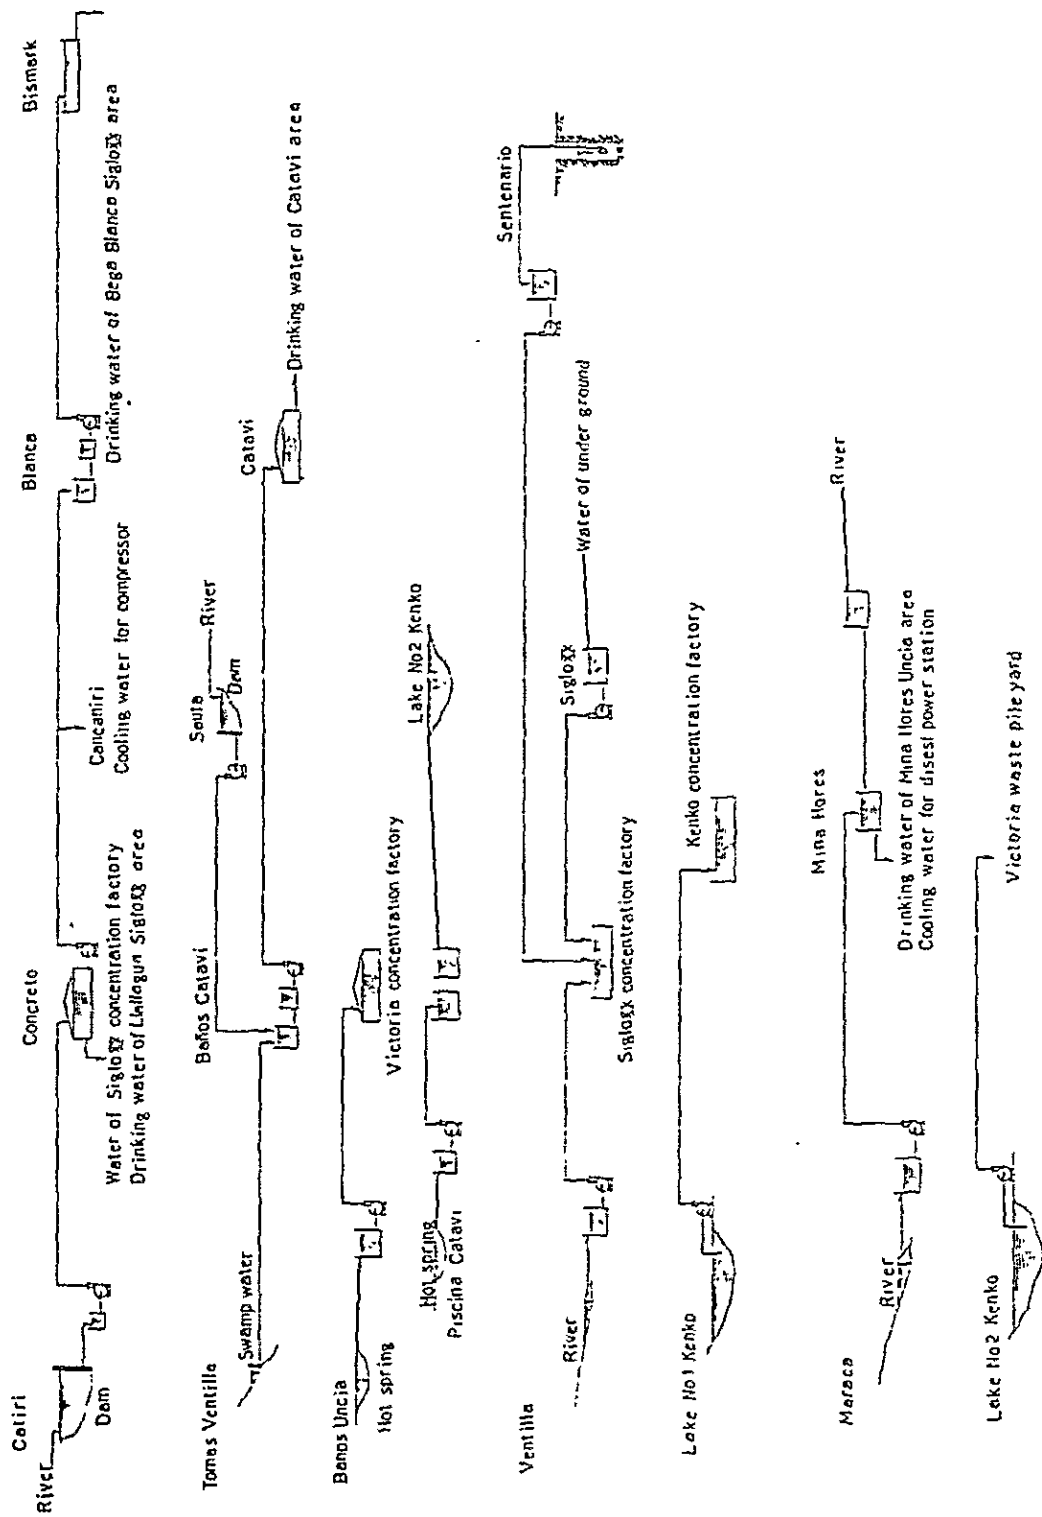 River
Catiri
Dam
Concreto
Water of SigloXX concentration factory
Drinking water of Llallagun SigloXX area
Cancaniri
Cooling water for compressor
Blanca
Drinking water of Bega Blanca SigloXX area
Bismark
Tomas Ventilla
Swamp water
Baños Catavi
Sauta
River
Dam
Catavi
Drinking water of Catavi area
Banos Uncia
Hot spring
Victoria concentration factory
Hot spring
Piscina Catavi
Lake No2 Kenko
Ventilla
River
SigloXX concentration factory
SigloXX
Water of under ground
Sentenario
Lake No1 Kenko
Kenko concentration factory
Maraca
River
Mina Hores
Drinking water of Mina Hores Uncia area
Cooling water for disesl power station
River
Lake No2 Kenko
Victoria waste pile yard